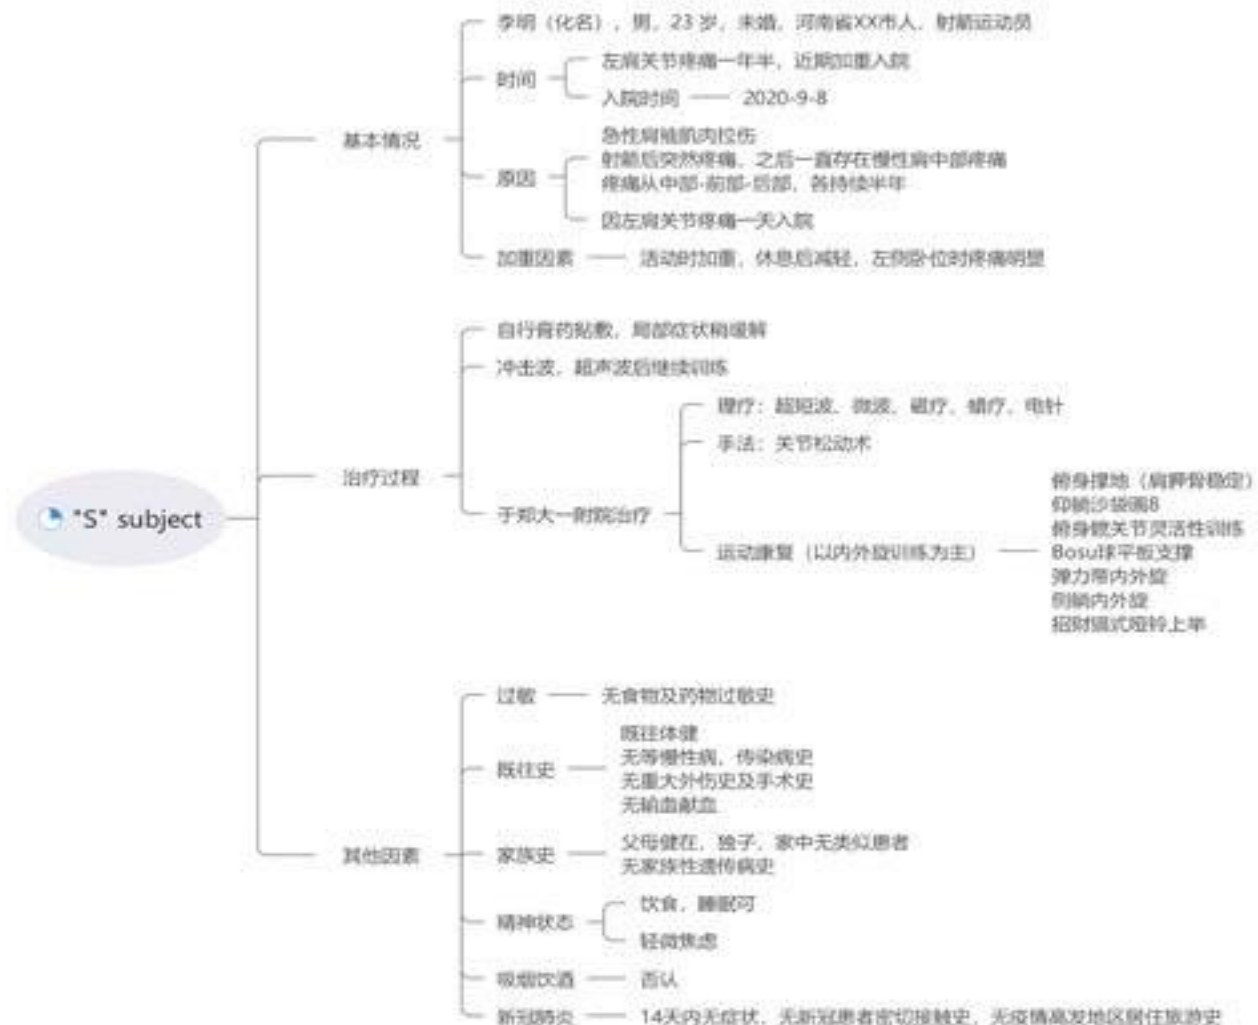 李明（化名），男，23 岁，未婚，河南省XX市人，射箭运动员
左肩关节疼痛一年半，近期加重入院
时间
入院时间
2020-9-8
基本情况
急性肩袖肌肉拉伤
射箭后突然疼痛，之后一直存在慢性肩中部疼痛
原因
疼痛从中部-前部-后部，各持续半年
因左肩关节疼痛一天入院
加重因素
活动时加重，休息后减轻，左侧卧位时疼痛明显
自行膏药贴敷，局部症状稍缓解
冲击波，超声波后继续训练
理疗：超短波、微波、磁疗、蜡疗、电针
手法：关节松动术
治疗过程
俯身撑地（肩胛骨稳定）
仰躺沙袋画8
"S" subject
于郑大一附院治疗
俯身髋关节灵活性训练
运动康复（以内外旋训练为主）
Bosu球平板支撑
弹力带内外旋
侧躺内外旋
招财猫式哑铃上举
过敏
无食物及药物过敏史
既往体健
无等慢性病，传染病史
既往史
无重大外伤史及手术史
无输血献血
其他因素
家族史
父母健在，独子，家中无类似患者
无家族性遗传病史
饮食，睡眠可
精神状态
轻微焦虑
吸烟饮酒
否认
新冠肺炎
14天内无症状，无新冠患者密切接触史，无疫情高发地区居住旅游史